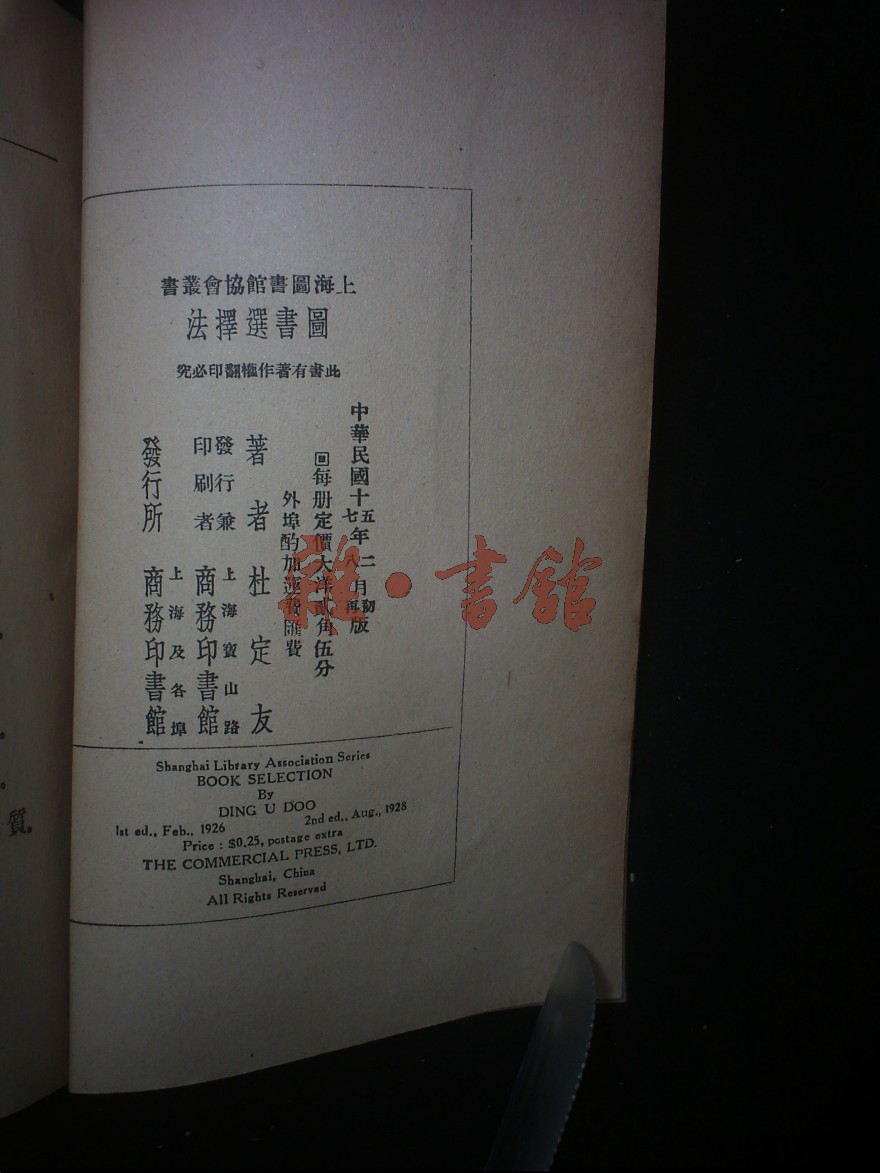 上海圖書館協會叢書
圖書選擇法
此書有著作權翻印必究
中華民國十五年二月初版
七 八 再
回每册定價大洋貳角伍分
外埠酌加運費匯費
著者 杜定友
發行兼 上海寶山路
印刷者 商務印書館
發行所 上海及各埠
商務印書館
Shanghai Library Association Series
BOOK SELECTION
By
DING U DOO
1st ed., Feb., 1926 2nd ed., Aug., 1928
Price : $0.25, postage extra
THE COMMERCIAL PRESS, LTD.
Shanghai, China
All Rights Reserved
質。
雜·書館